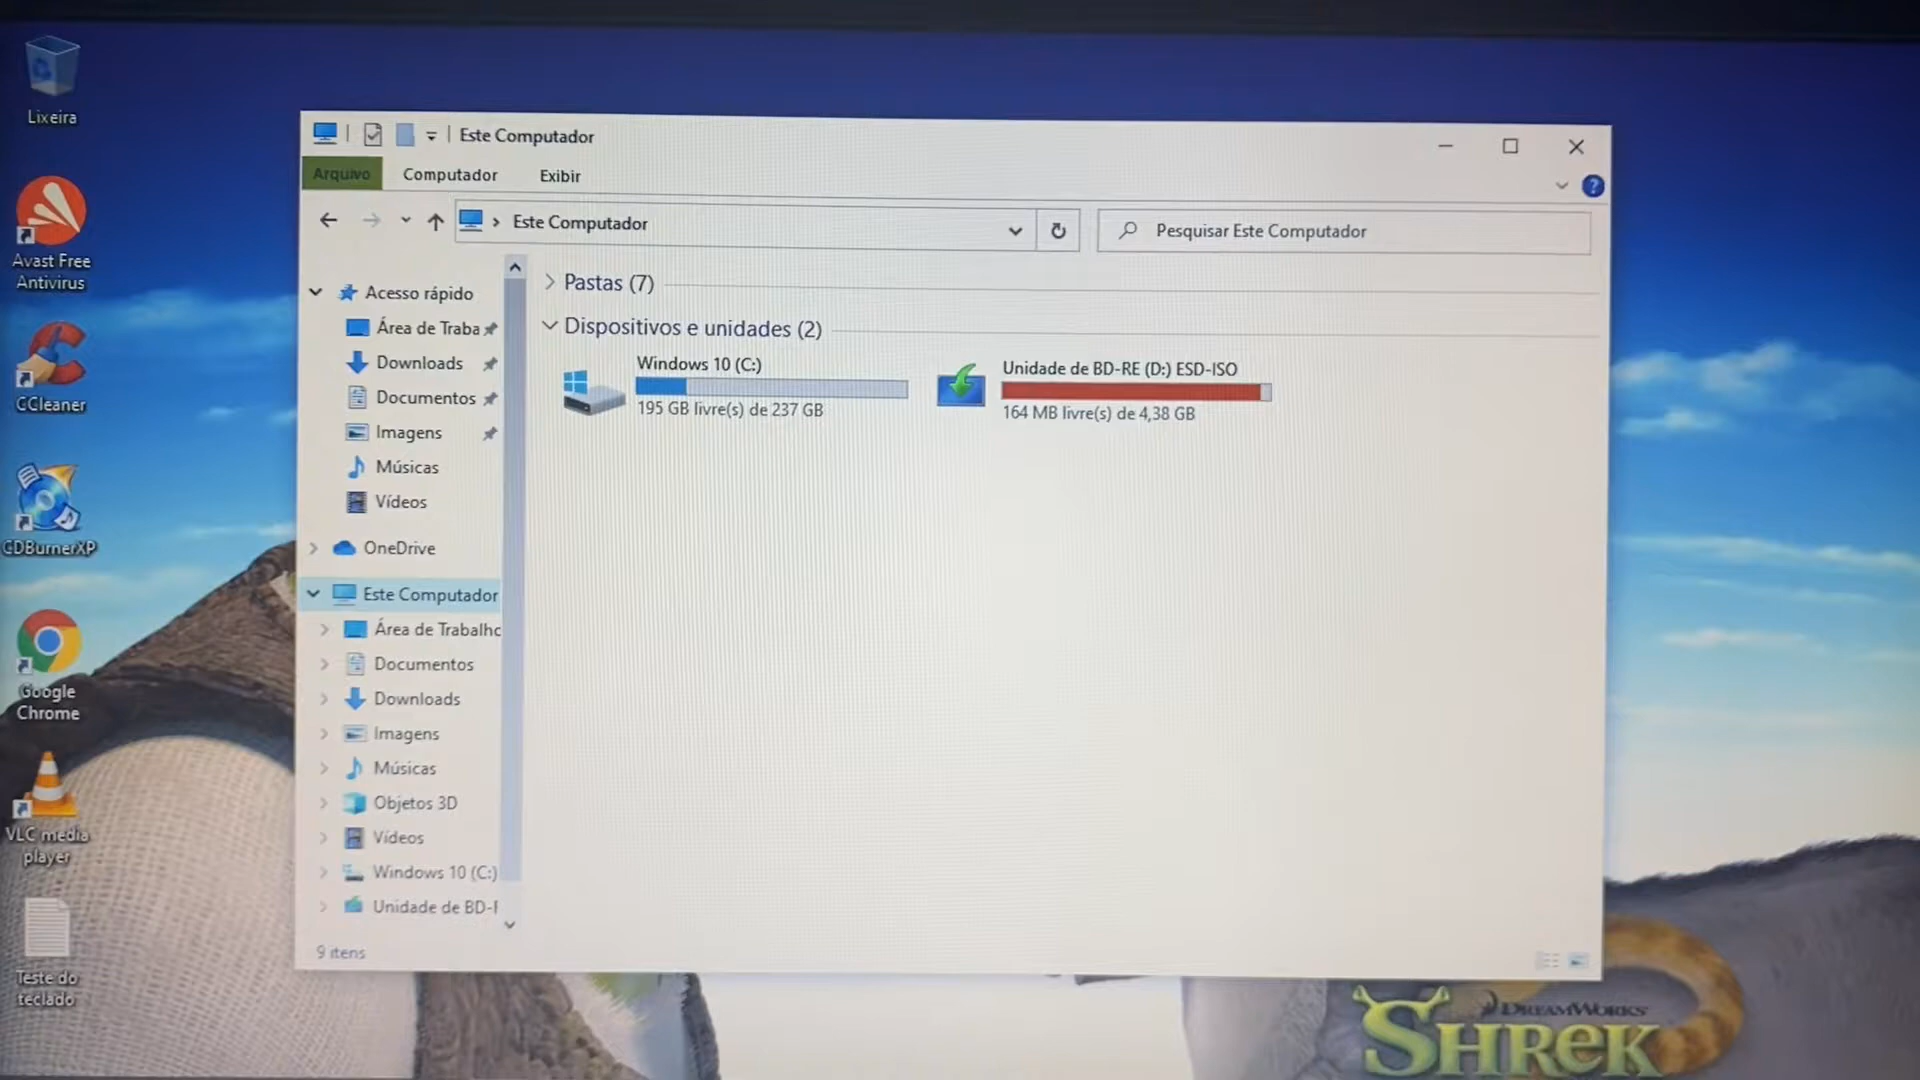 Lixeira
Avast Free
Antivirus
CCleaner
CDBurnerXP
Google
Chrome
VLC media
player
Teste do
teclado
Este Computador
Arquivo
Computador
Exibir
?
Este Computador
Pesquisar Este Computador
Acesso rápido
Área de Traba
Downloads
Documentos
Imagens
Músicas
Vídeos
OneDrive
Este Computador
Área de Trabalho
Documentos
Downloads
Imagens
Músicas
Objetos 3D
Vídeos
Windows 10 (C:)
Unidade de BD-R
9 itens
Pastas (7)
Dispositivos e unidades (2)
Windows 10 (C:)
195 GB livre(s) de 237 GB
Unidade de BD-RE (D:) ESD-ISO
164 MB livre(s) de 4,38 GB
DREAMWORKS
SHREK